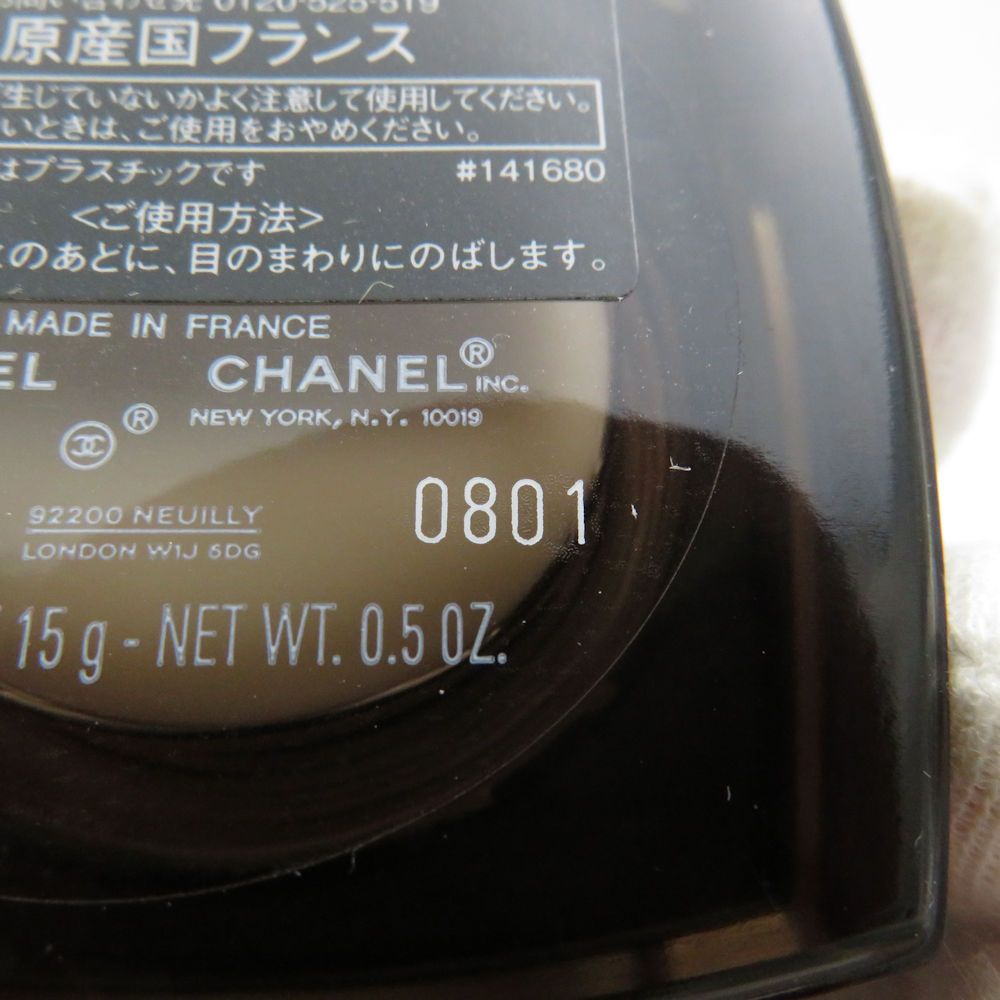 0120-525-519
原産国フランス
生じていないかよく注意して使用してください。
いときは、ご使用をおやめください。
はプラスチックです #141680
<ご使用方法>
のあとに、目のまわりにのばします。
MADE IN FRANCE
EL CHANEL® INC.
® NEW YORK, N.Y. 10019
0801
92200 NEUILLY
LONDON W1J 6DG
15 g - NET WT. 0.5 OZ.